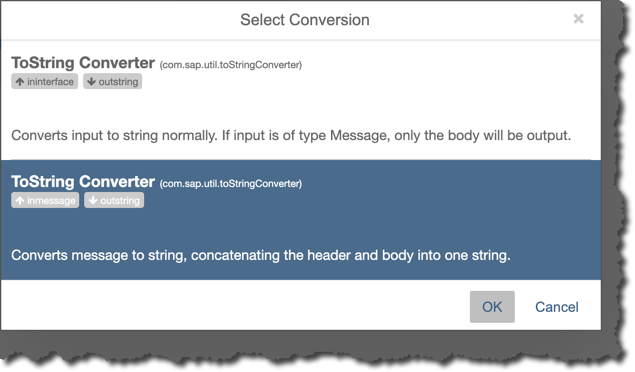 Select Conversion ×
ToString Converter (com.sap.util.toStringConverter)
ininterface outstring
Converts input to string normally. If input is of type Message, only the body will be output.
ToString Converter (com.sap.util.toStringConverter)
inmessage outstring
Converts message to string, concatenating the header and body into one string.
OK Cancel